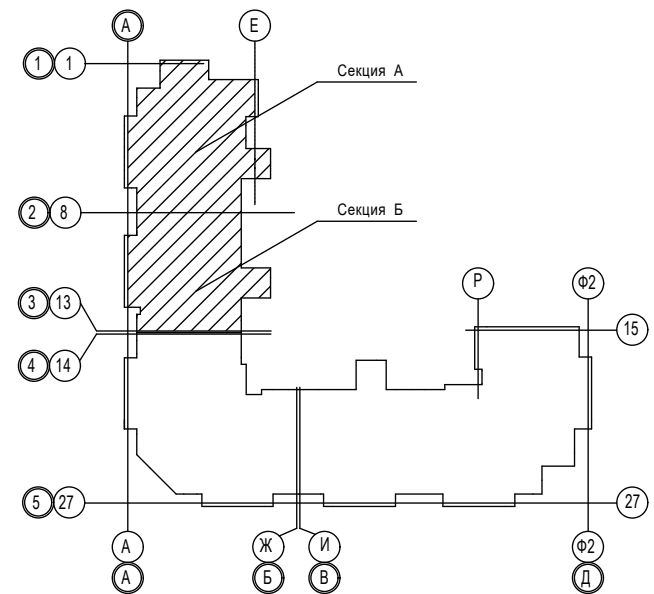 А Е
1 1
Секция А
2 8
Секция Б
3 13
Р Ф2
15
4 14
5 27 27
А Ж И Ф2
А Б В Д